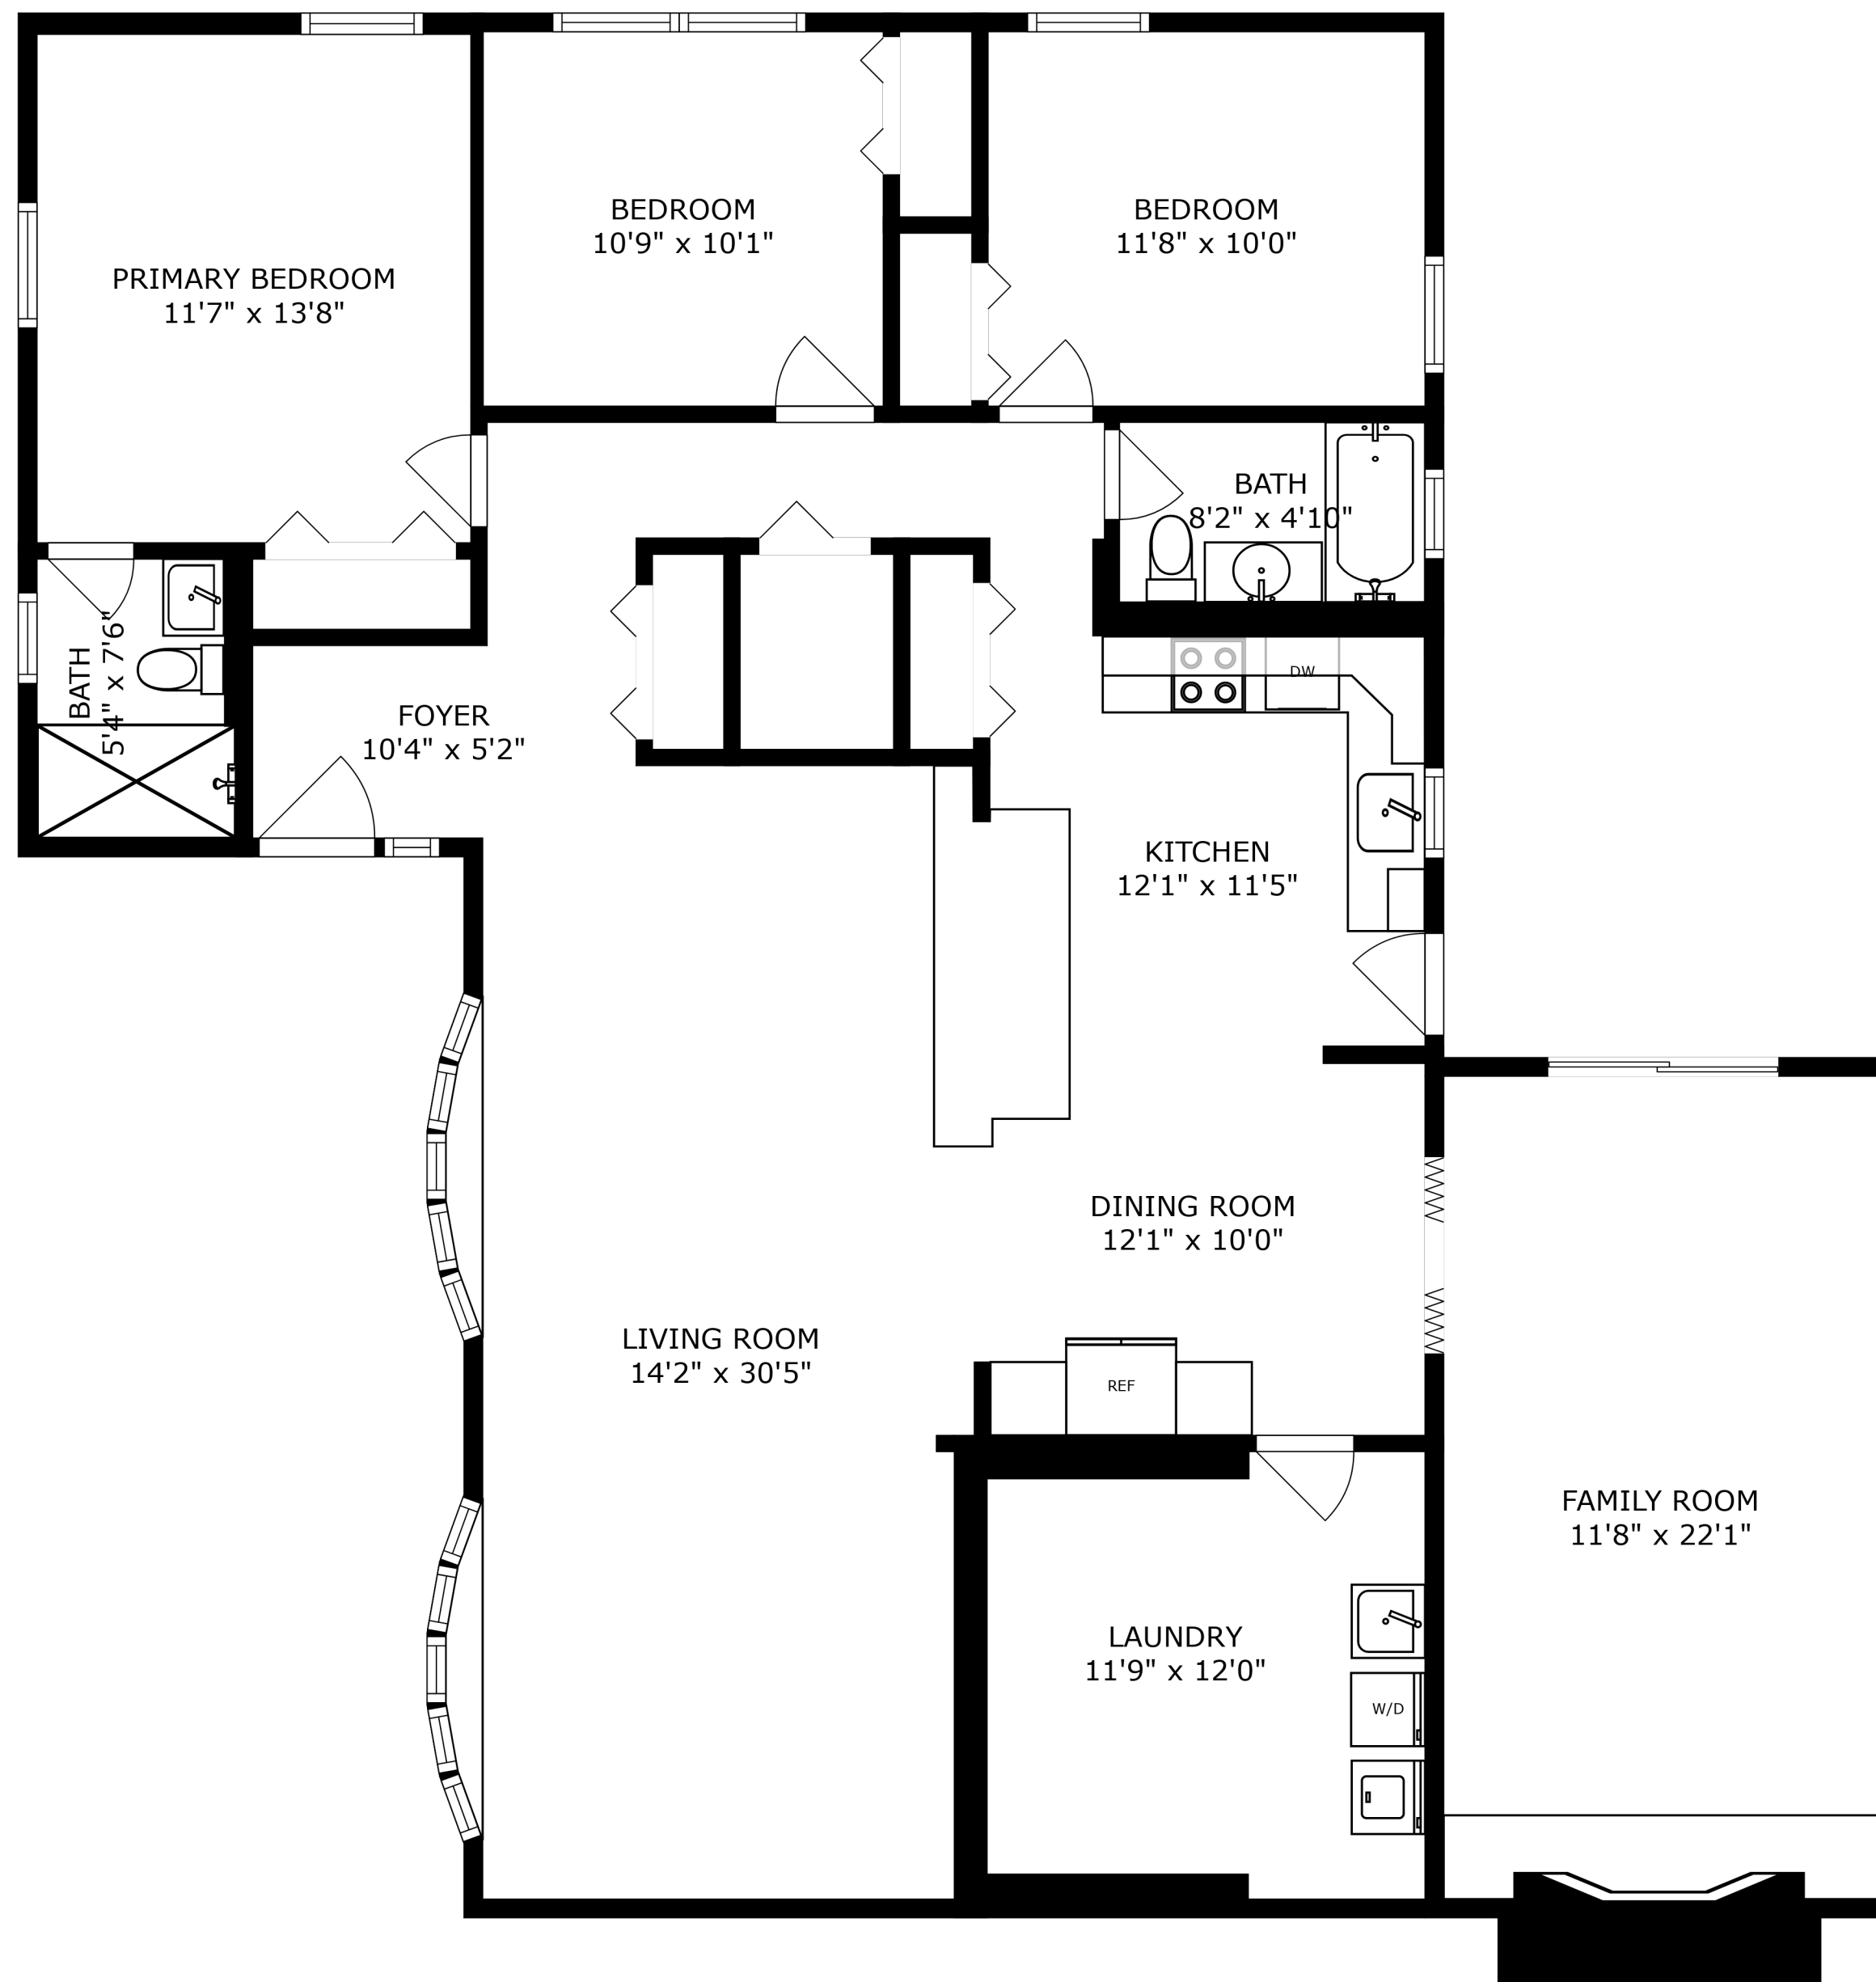 BEDROOM
10'9" x 10'1"
BEDROOM
11'8" x 10'0"
PRIMARY BEDROOM
11'7" x 13'8"
BATH
8'2" x 4'10"
BATH
5'4" x 7'6"
DW
FOYER
10'4" x 5'2"
KITCHEN
12'1" x 11'5"
DINING ROOM
12'1" x 10'0"
LIVING ROOM
14'2" x 30'5"
REF
FAMILY ROOM
11'8" x 22'1"
LAUNDRY
11'9" x 12'0"
W/D